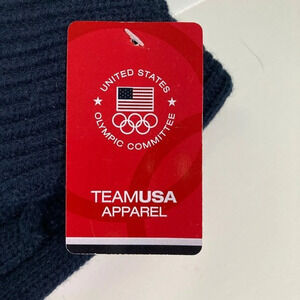 UNITED STATES
OLYMPIC COMMITTEE
TEAMUSA
APPAREL